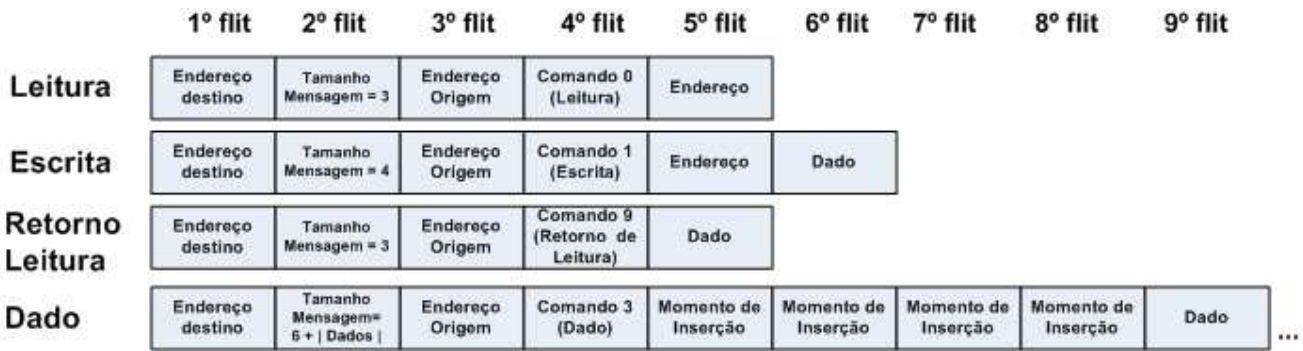 1º flit 2º flit 3º flit 4º flit 5º flit 6º flit 7º flit 8º flit 9º flit
Leitura
Endereço
destino
Tamanho
Mensagem = 3
Endereço
Origem
Comando 0
(Leitura)
Endereço
Escrita
Endereço
destino
Tamanho
Mensagem = 4
Endereço
Origem
Comando 1
(Escrita)
Endereço
Dado
Retorno
Leitura
Endereço
destino
Tamanho
Mensagem = 3
Endereço
Origem
Comando 9
(Retorno de
Leitura)
Dado
Dado
Endereço
destino
Tamanho
Mensagem=
6 + | Dados |
Endereço
Origem
Comando 3
(Dado)
Momento de
Inserção
Momento de
Inserção
Momento de
Inserção
Momento de
Inserção
Dado
...